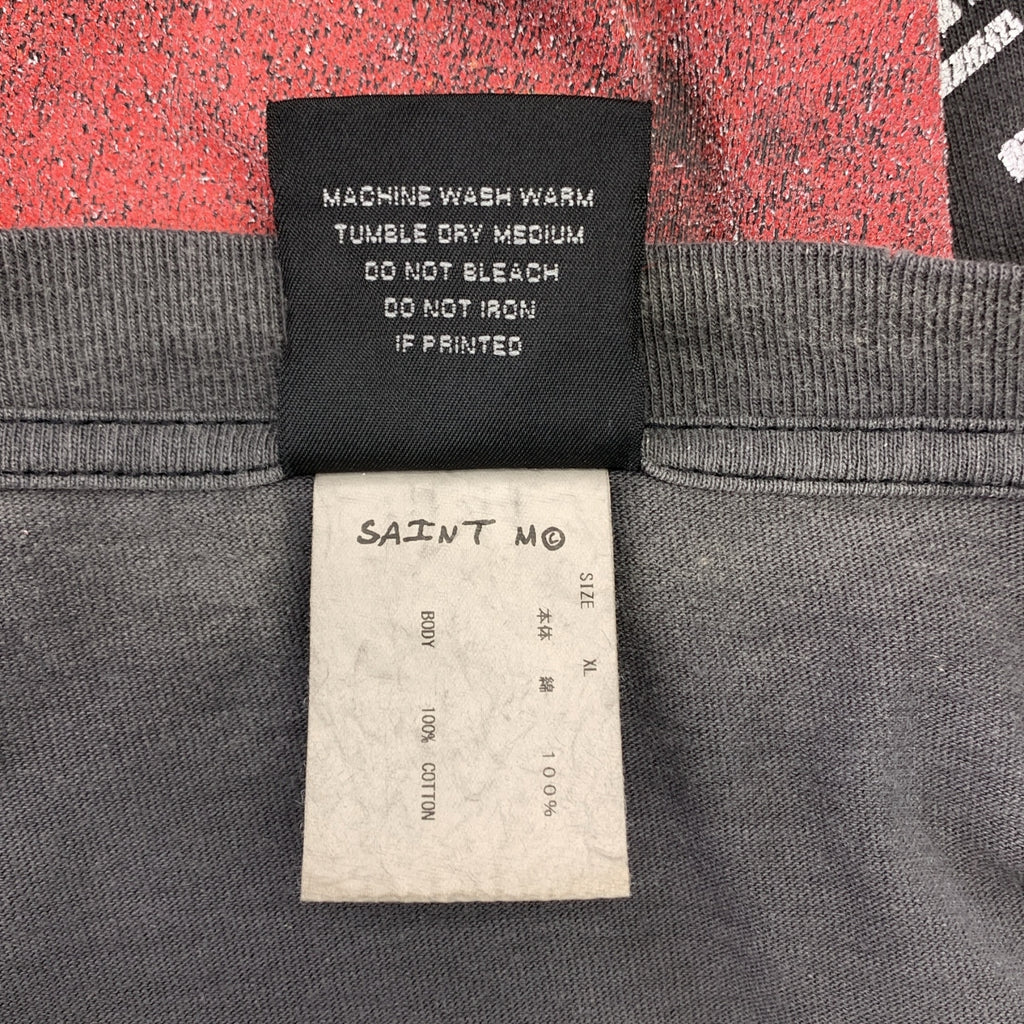 MACHINE WASH WARM
TUMBLE DRY MEDIUM
DO NOT BLEACH
DO NOT IRON
IF PRINTED
SAINT M©
SIZE XL
本体 綿 100%
BODY 100% COTTON